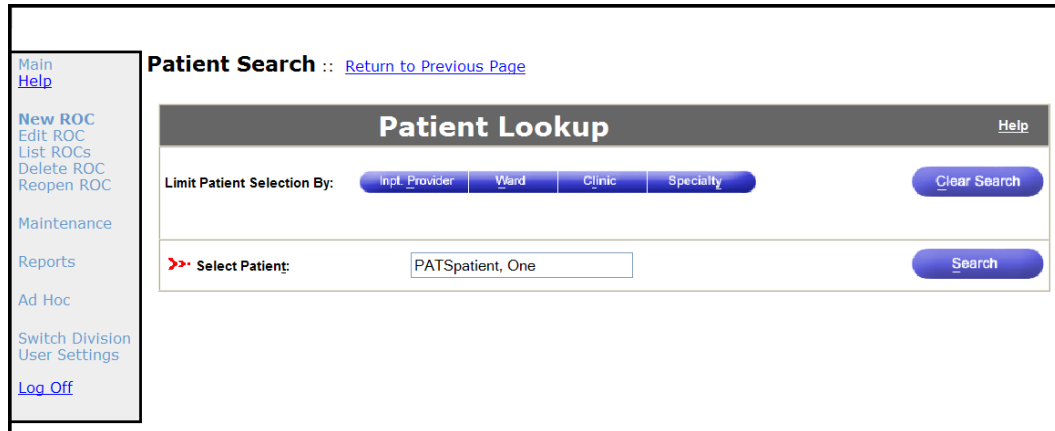 Main
Help
New ROC
Edit ROC
List ROCs
Delete ROC
Reopen ROC
Maintenance
Reports
Ad Hoc
Switch Division
User Settings
Log Off
Patient Search :: Return to Previous Page
Patient Lookup Help
Limit Patient Selection By: Inpt. Provider Ward Clinic Specialty Clear Search
Select Patient: PATSpatient, One Search